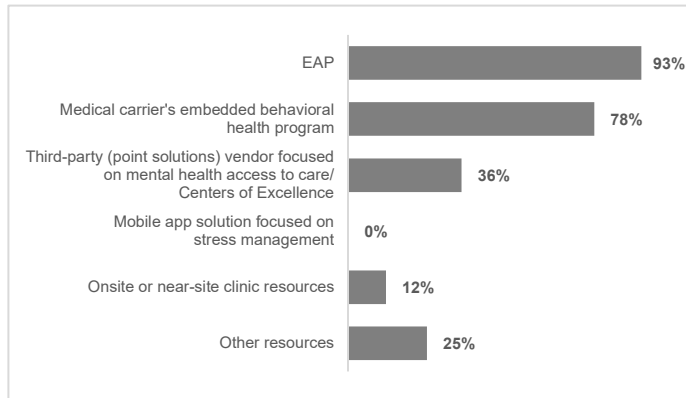 EAP
93%
Medical carrier's embedded behavioral
health program
78%
Third-party (point solutions) vendor focused
on mental health access to care/
Centers of Excellence
36%
Mobile app solution focused on
stress management
0%
Onsite or near-site clinic resources
12%
Other resources
25%